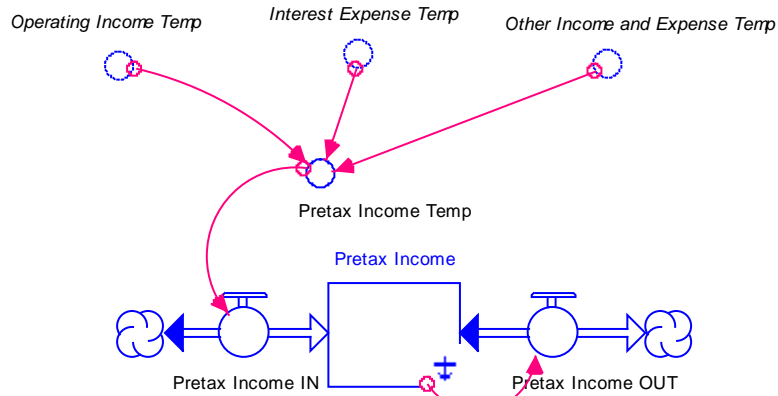 Operating Income Temp
Interest Expense Temp
Other Income and Expense Temp
Pretax Income Temp
Pretax Income
Pretax Income IN
Pretax Income OUT